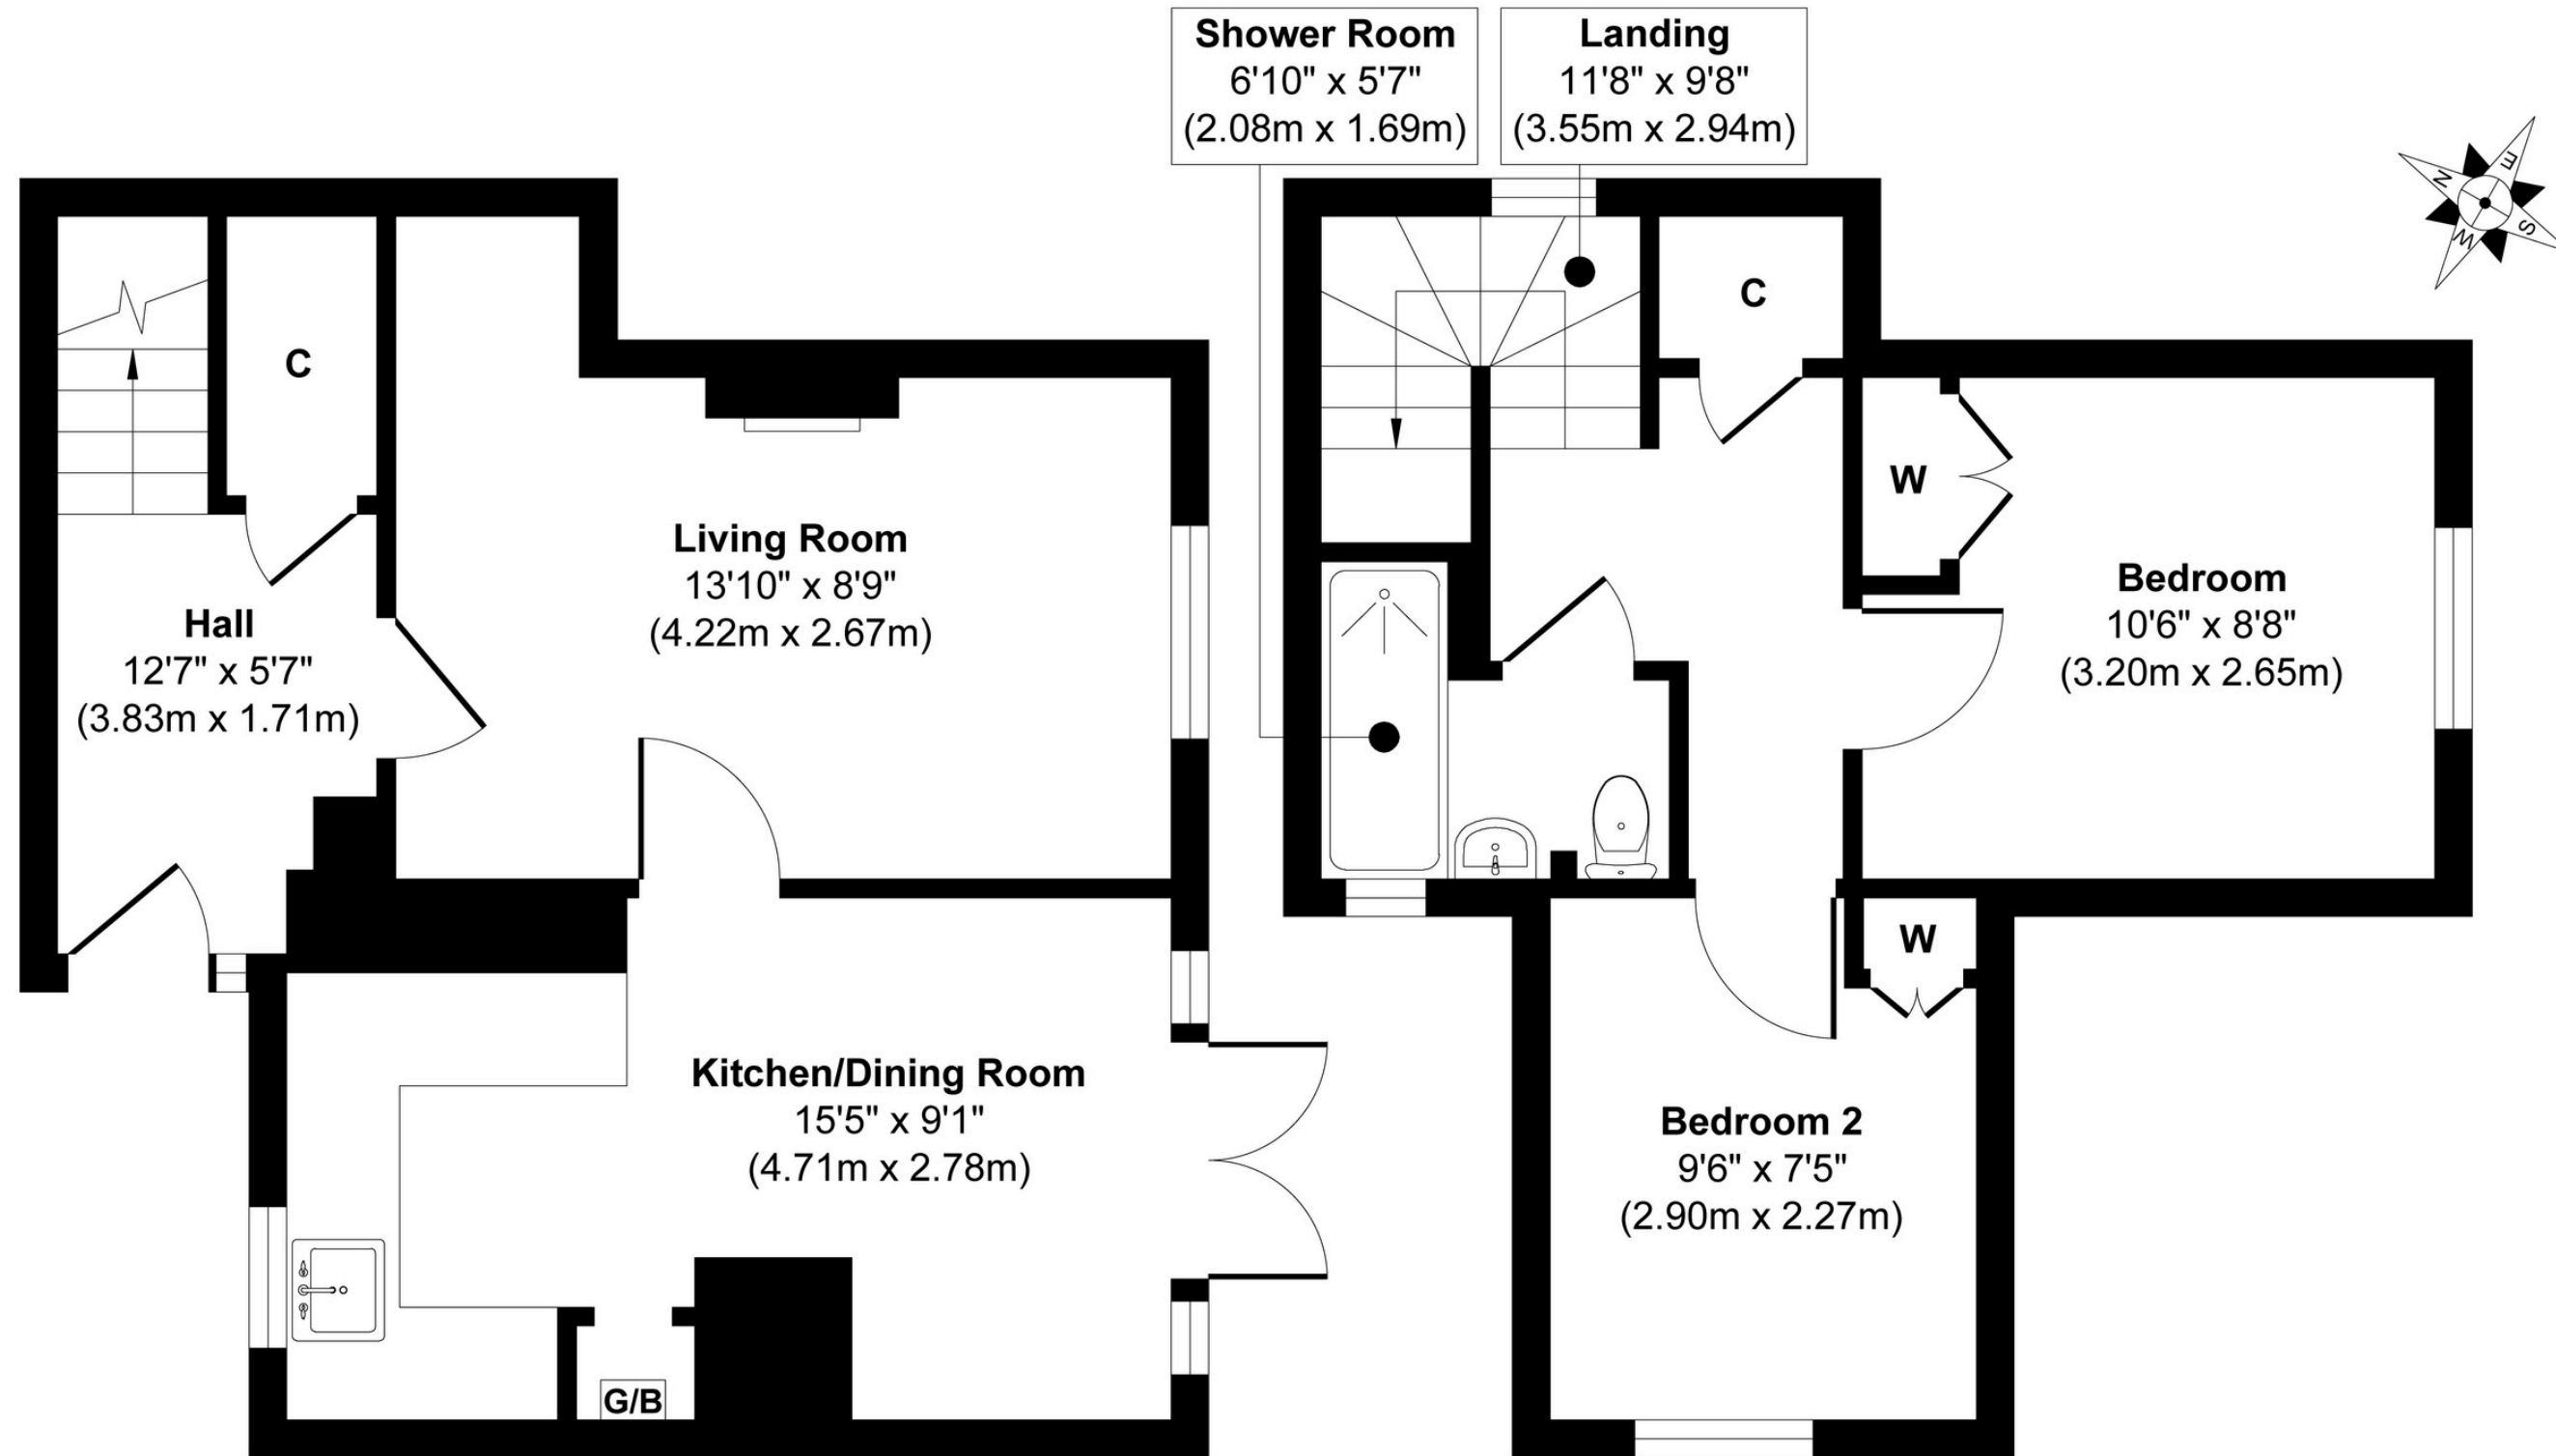 Shower Room
6'10" x 5'7"
(2.08m x 1.69m)
Landing
11'8" x 9'8"
(3.55m x 2.94m)
N
E
S
W
C
C
W
Living Room
13'10" x 8'9"
(4.22m x 2.67m)
Hall
12'7" x 5'7"
(3.83m x 1.71m)
Bedroom
10'6" x 8'8"
(3.20m x 2.65m)
W
Kitchen/Dining Room
15'5" x 9'1"
(4.71m x 2.78m)
Bedroom 2
9'6" x 7'5"
(2.90m x 2.27m)
G/B